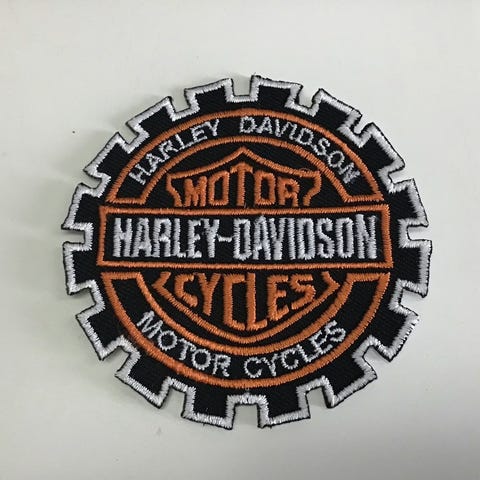 HARLEY DAVIDSON
MOTOR
HARLEY-DAVIDSON
CYCLES
MOTOR CYCLES